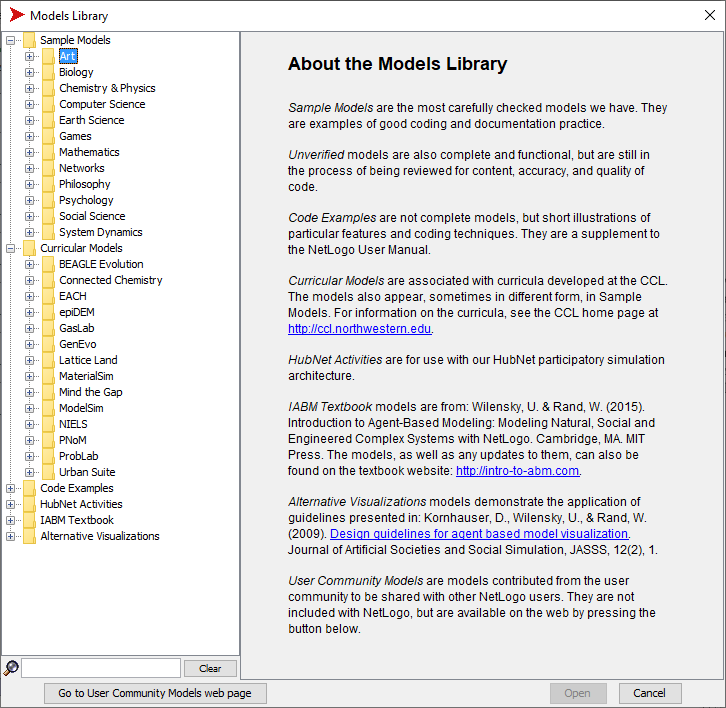 Models Library
Sample Models
Art
Biology
Chemistry & Physics
Computer Science
Earth Science
Games
Mathematics
Networks
Philosophy
Psychology
Social Science
System Dynamics
Curricular Models
BEAGLE Evolution
Connected Chemistry
EACH
epiDEM
GasLab
GenEvo
Lattice Land
MaterialSim
Mind the Gap
ModelSim
NIELS
PNoM
ProbLab
Urban Suite
Code Examples
HubNet Activities
IABM Textbook
Alternative Visualizations
Clear
About the Models Library
Sample Models are the most carefully checked models we have. They
are examples of good coding and documentation practice.
Unverified models are also complete and functional, but are still in
the process of being reviewed for content, accuracy, and quality of
code.
Code Examples are not complete models, but short illustrations of
particular features and coding techniques. They are a supplement to
the NetLogo User Manual.
Curricular Models are associated with curricula developed at the CCL.
The models also appear, sometimes in different form, in Sample
Models. For information on the curricula, see the CCL home page at
http://ccl.northwestern.edu.
HubNet Activities are for use with our HubNet participatory simulation
architecture.
IABM Textbook models are from: Wilensky, U. & Rand, W. (2015).
Introduction to Agent-Based Modeling: Modeling Natural, Social and
Engineered Complex Systems with NetLogo. Cambridge, MA. MIT
Press. The models, as well as any updates to them, can also be
found on the textbook website: http://intro-to-abm.com.
Alternative Visualizations models demonstrate the application of
guidelines presented in: Kornhauser, D., Wilensky, U., & Rand, W.
(2009). Design guidelines for agent based model visualization.
Journal of Artificial Societies and Social Simulation, JASSS, 12(2), 1.
User Community Models are models contributed from the user
community to be shared with other NetLogo users. They are not
included with NetLogo, but are available on the web by pressing the
button below.
Go to User Community Models web page
Open
Cancel